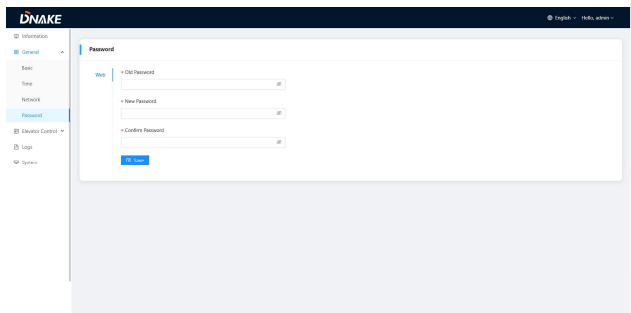 DNAKE
English
Hello, admin
Information
General
Basic
Time
Network
Password
Elevator Control
Logs
System
Password
Web
* Old Password
* New Password
* Confirm Password
Save